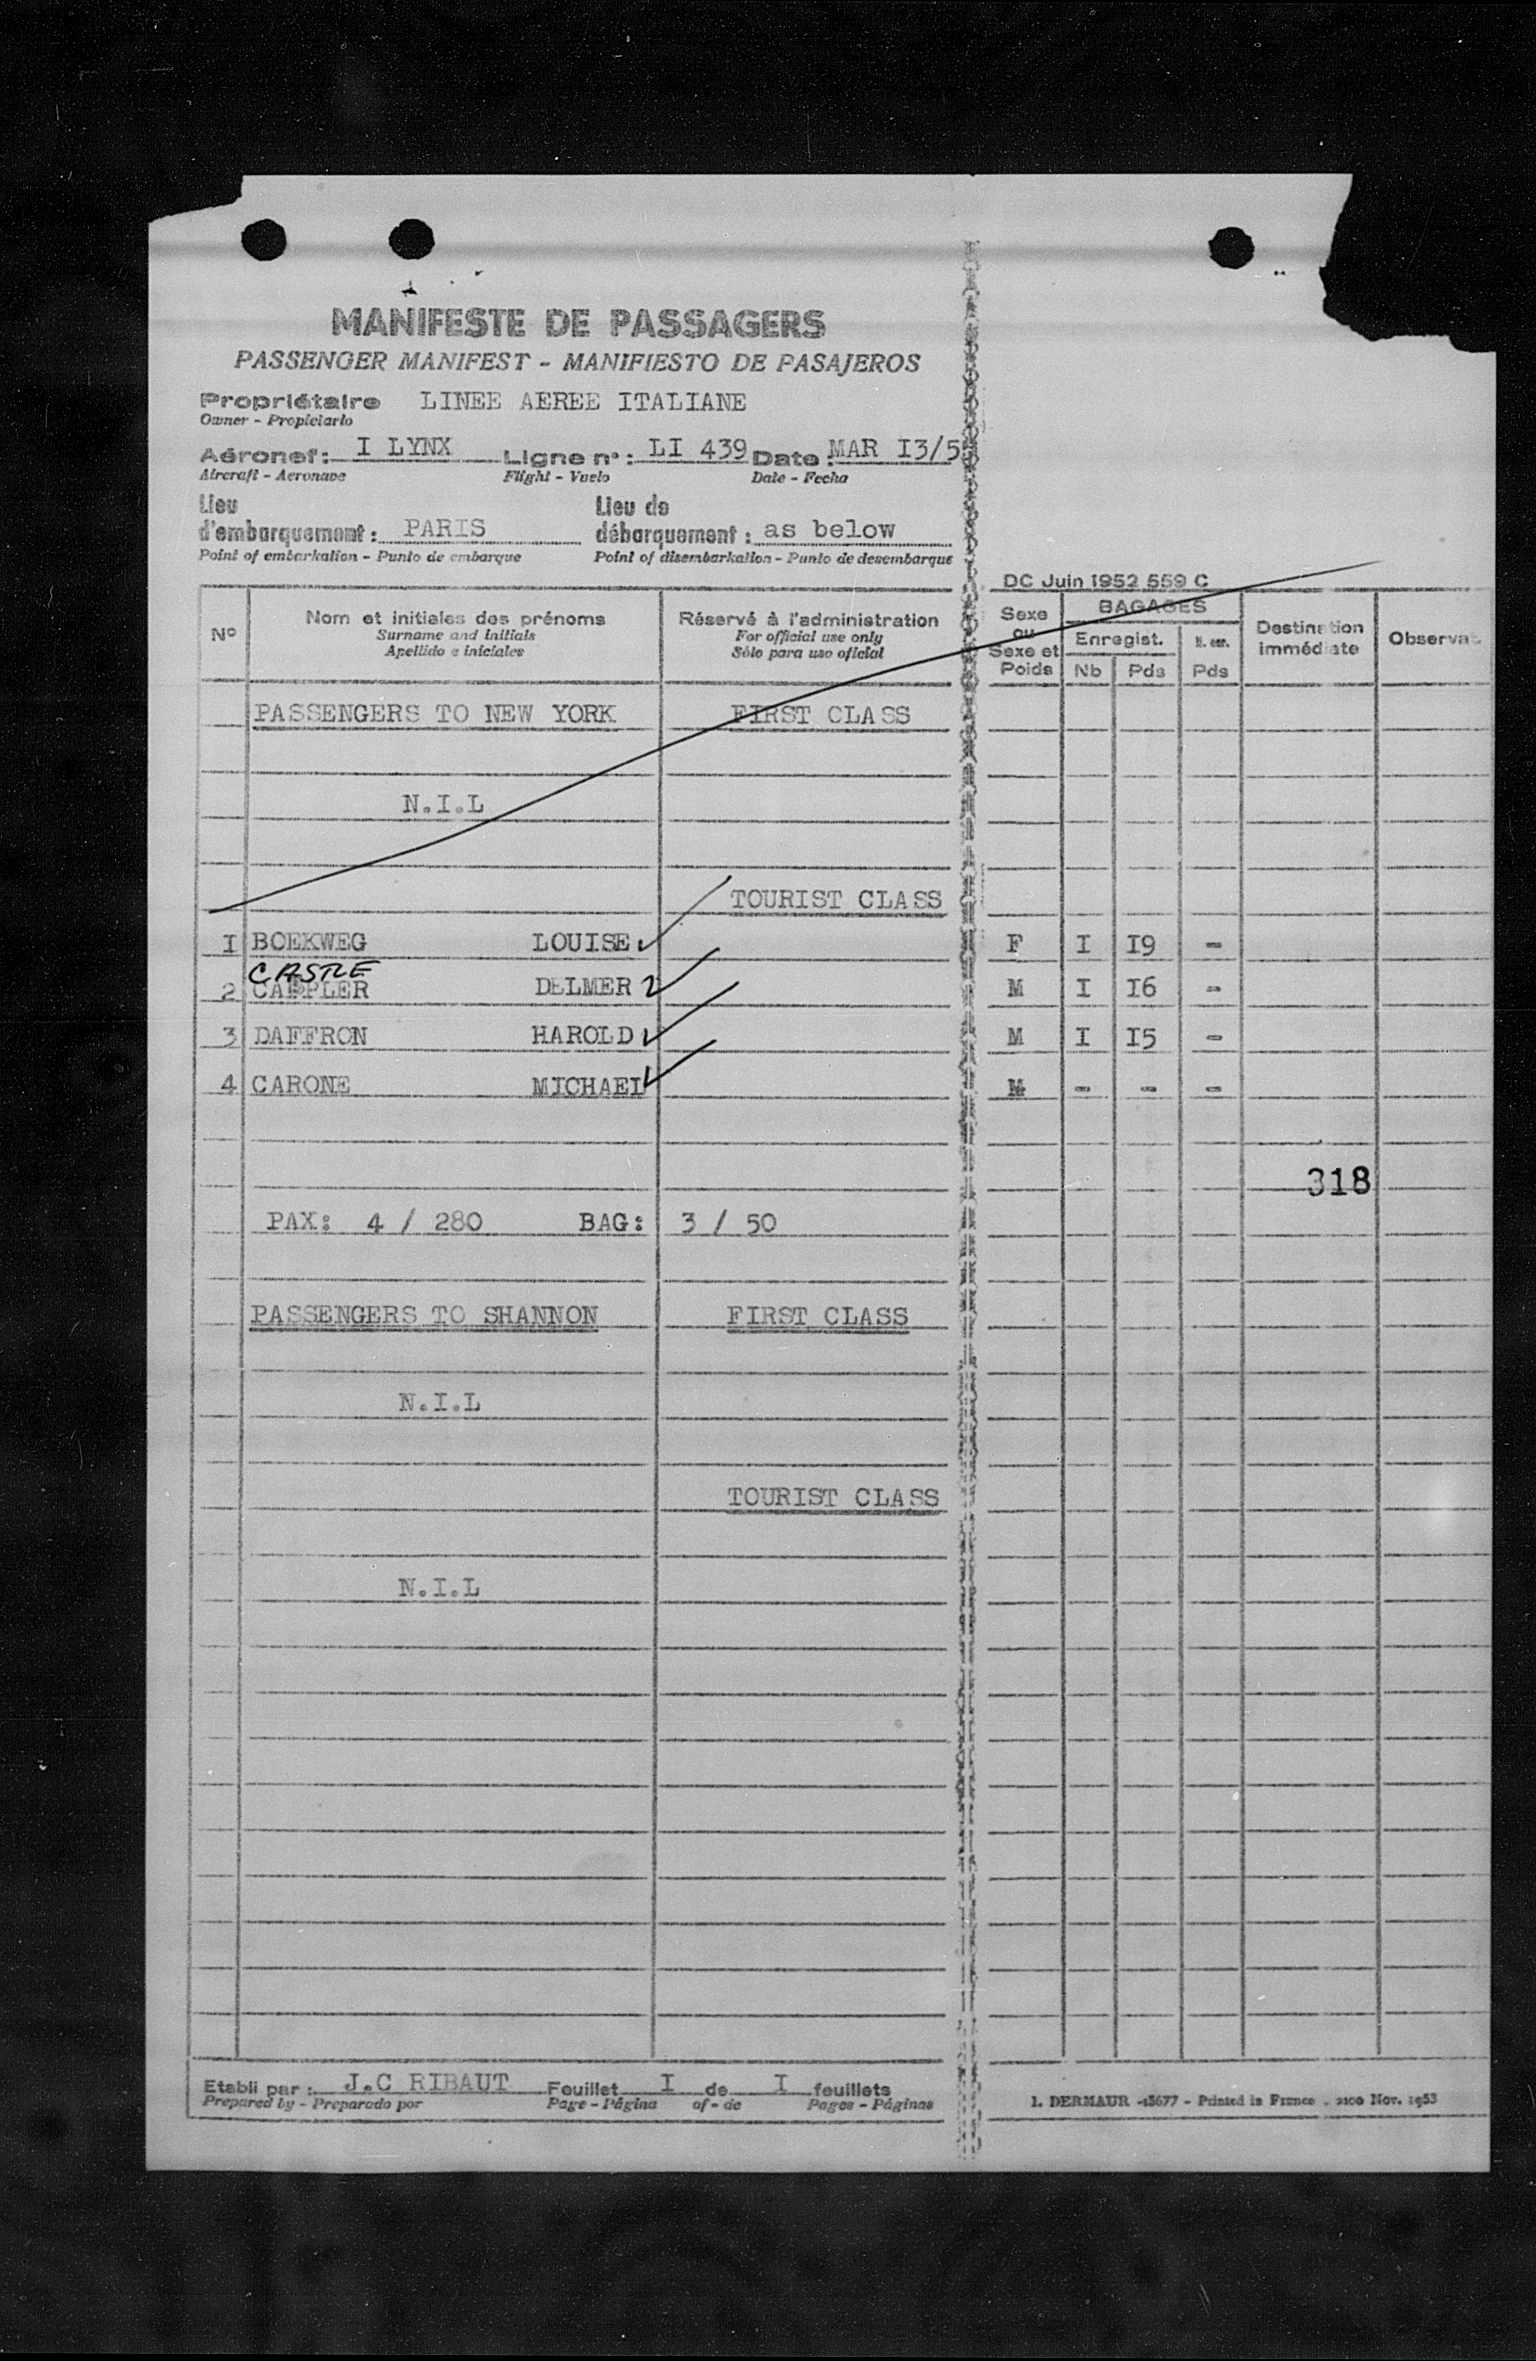 MANIFESTE DE PASSAGERS
PASSENGER MANIFEST - MANIFIESTO DE PASAJEROS
Propriétaire LINEE AEREE ITALIANE
Owner - Propiciario
Aéronef: I LYNX Ligne n°: LI 439 Date: MAR I3/5
Aircraft - Aeronave Flight - Vuelo Date - Fecha
Lieu Lieu de
d'embarquement: PARIS débarquement: as below
Point of embarkation - Punto de embarque Point of disembarkation - Punto de desembarque
DC Juin 1952 559 C
N° Nom et initiales des prénoms Réservé à l'administration Sexe ou Sexe et Poids BAGAGES Destination immédiate Observat.
Surname and initials For official use only Enregist.
Apellido e iniciales Sólo para uso oficial Nb Pds Pds
PASSENGERS TO NEW YORK FIRST CLASS
N.I.L
TOURIST CLASS
I BOEKWEG LOUISE F I I9 -
CASTLE
2 DELMER M I I6 -
3 DAFFRON HAROLD M I I5 -
4 CARONE MICHAEL M - - -
318
PAX: 4 / 280 BAG: 3 / 50
PASSENGERS TO SHANNON FIRST CLASS
N.I.L
TOURIST CLASS
N.I.L
Etabli par: J.C RIBAUT Feuillet I de I feuillets
Prepared by - Preparado por Page - Página of - de Pages - Páginas
I. DERMAUR -15677 - Printed in France - 2100 Nov. 1953